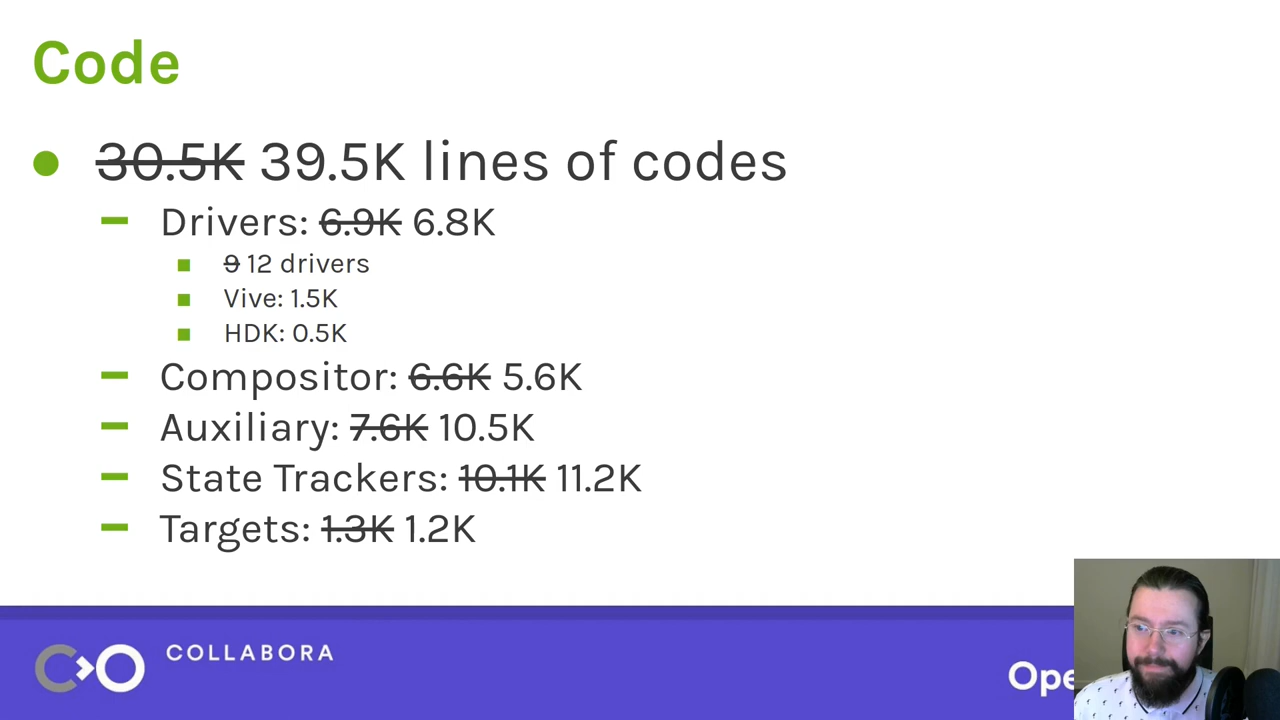 Code
30.5K 39.5K lines of codes
Drivers: 6.9K 6.8K
9 12 drivers
Vive: 1.5K
HDK: 0.5K
Compositor: 6.6K 5.6K
Auxiliary: 7.6K 10.5K
State Trackers: 10.1K 11.2K
Targets: 1.3K 1.2K
COLLABORA